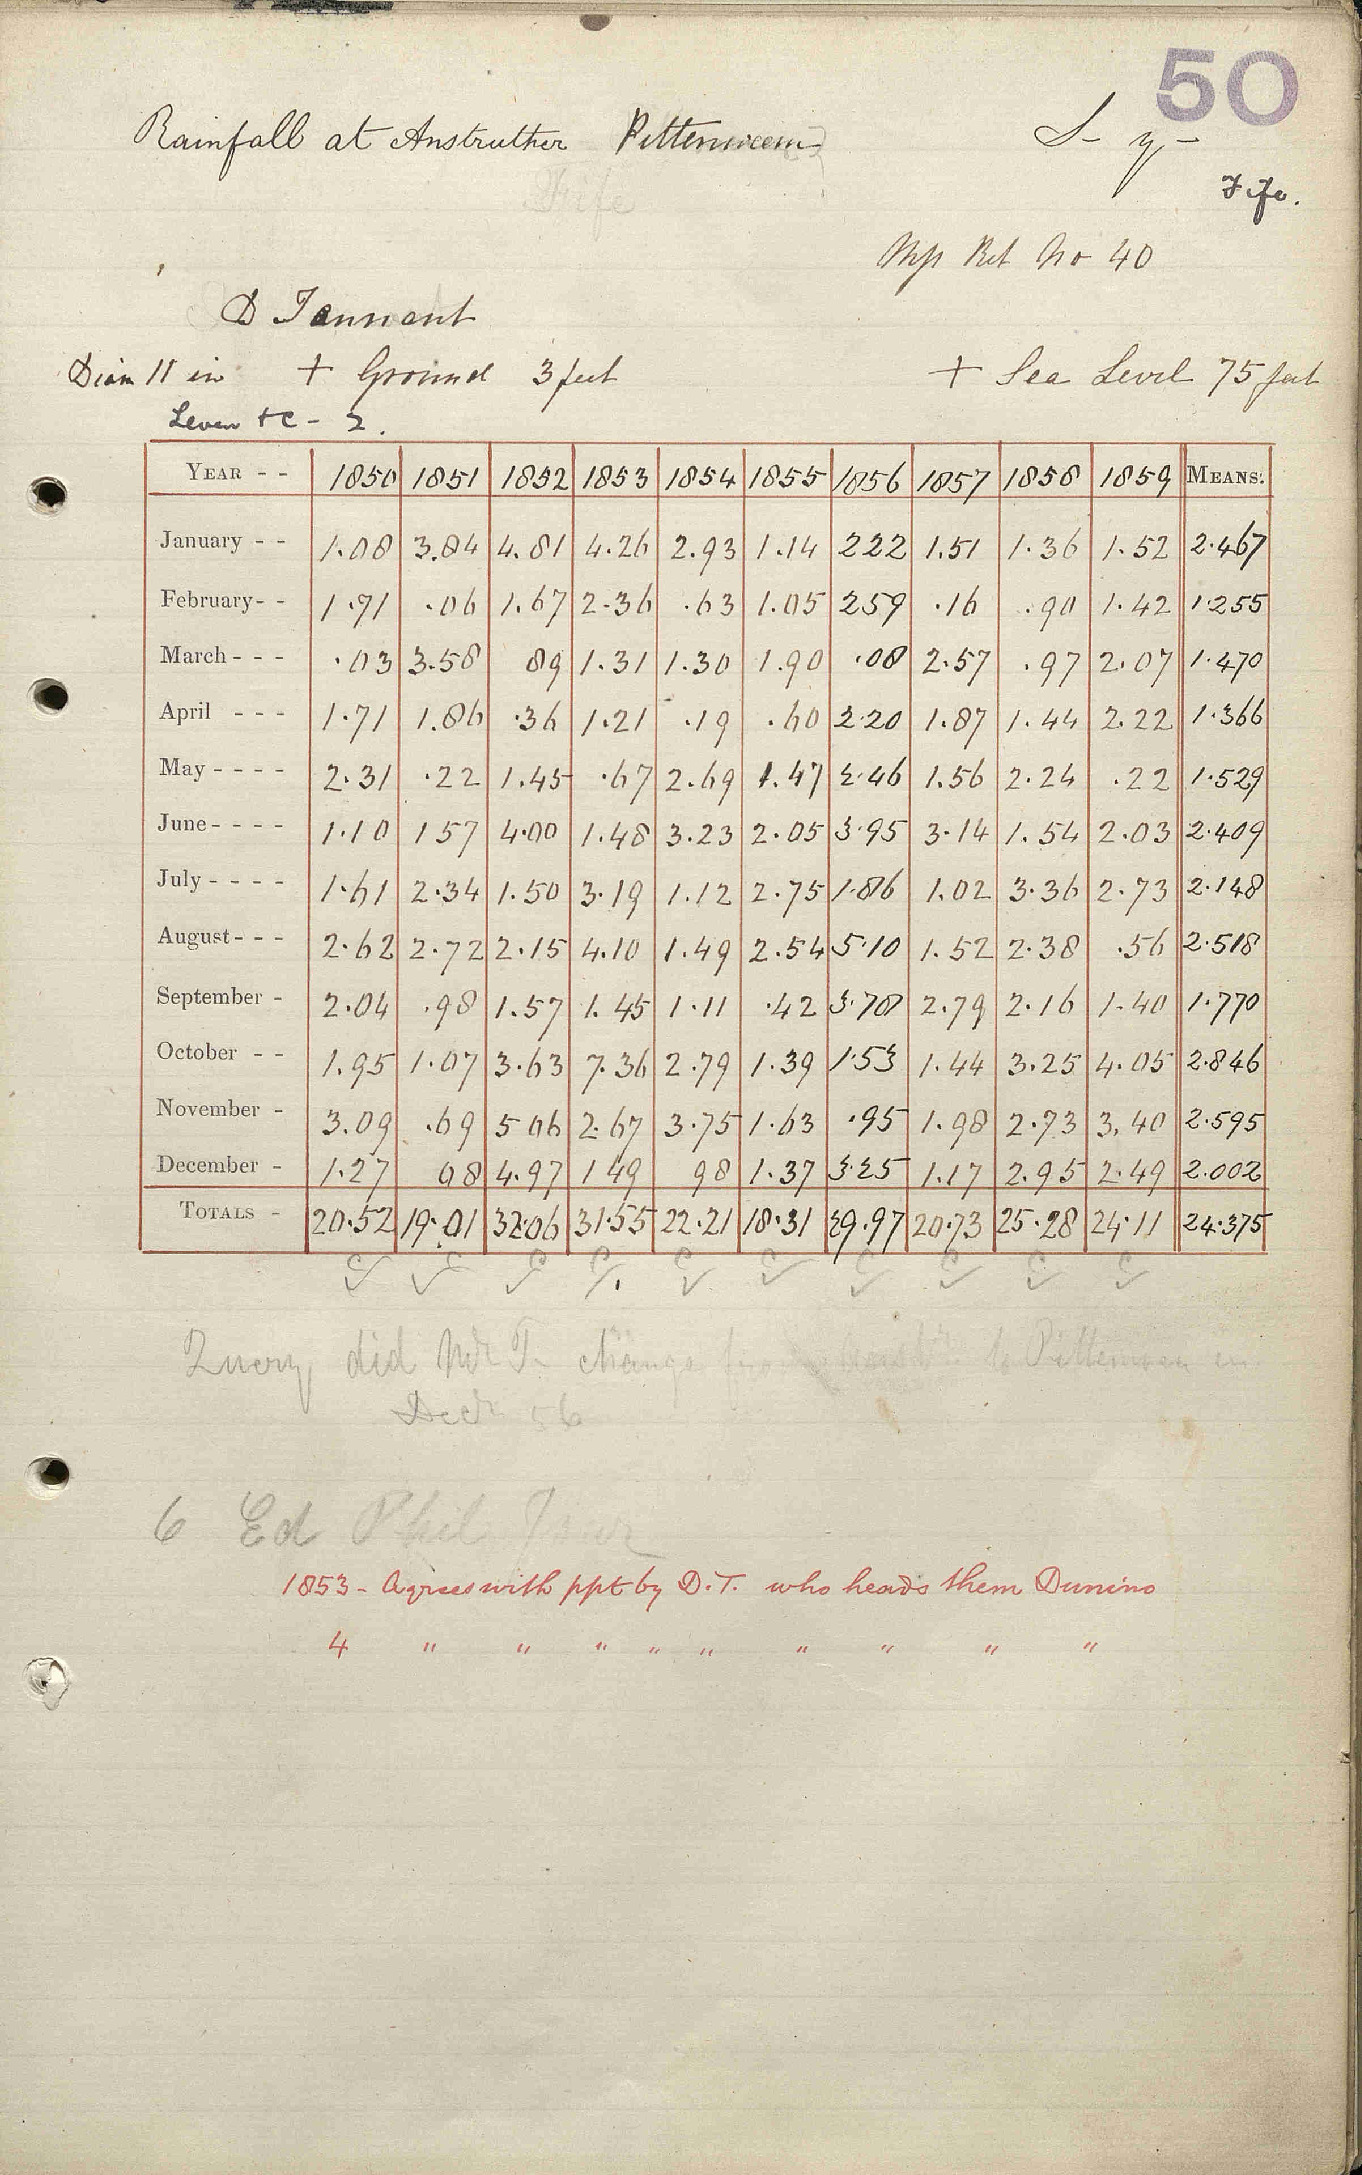 50
Rainfall at Anstruther Pittenweem
S- y-
Fife
Fife.
Mp Ret No 40
D Tennant
Diam 11 in + Ground 3 feet + Sea Level 75 feet
Leven &c - 2.
YEAR - - 1850 1851 1852 1853 1854 1855 1856 1857 1858 1859 MEANS.
January - - 1.08 3.84 4.81 4.26 2.93 1.14 222 1.51 1.36 1.52 2.467
February - - 1.71 .06 1.67 2.36 .63 1.05 259 .16 .90 1.42 1.255
March - - - .03 3.58 89 1.31 1.30 1.90 .08 2.57 .97 2.07 1.470
April - - - 1.71 1.86 .36 1.21 .19 .60 2.20 1.87 1.44 2.22 1.366
May - - - - 2.31 .22 1.45 .67 2.69 1.47 2.46 1.56 2.24 .22 1.529
June - - - - 1.10 157 4.00 1.48 3.23 2.05 3.95 3.14 1.54 2.03 2.409
July - - - - 1.61 2.34 1.50 3.19 1.12 2.75 1.86 1.02 3.36 2.73 2.148
August - - - 2.62 2.72 2.15 4.10 1.49 2.54 5.10 1.52 2.38 .56 2.518
September - 2.04 .98 1.57 1.45 1.11 .42 3.78 2.79 2.16 1.40 1.770
October - - 1.95 1.07 3.63 7.36 2.79 1.39 1.53 1.44 3.25 4.05 2.846
November - 3.09 .69 506 2.67 3.75 1.63 .95 1.98 2.73 3.40 2.595
December - 1.27 08 4.97 149 98 1.37 3.25 1.17 2.95 2.49 2.002
TOTALS - 20.52 19.01 32.06 31.55 22.21 18.31 29.97 20.73 25.28 24.11 24.375
Query did Mr T. change from to Pittenweem in
Decr 56
6 Ed Phil Jour
1853 - Agrees with ppt by D.T. who heads them Dunino
4 " " " " " " " " "